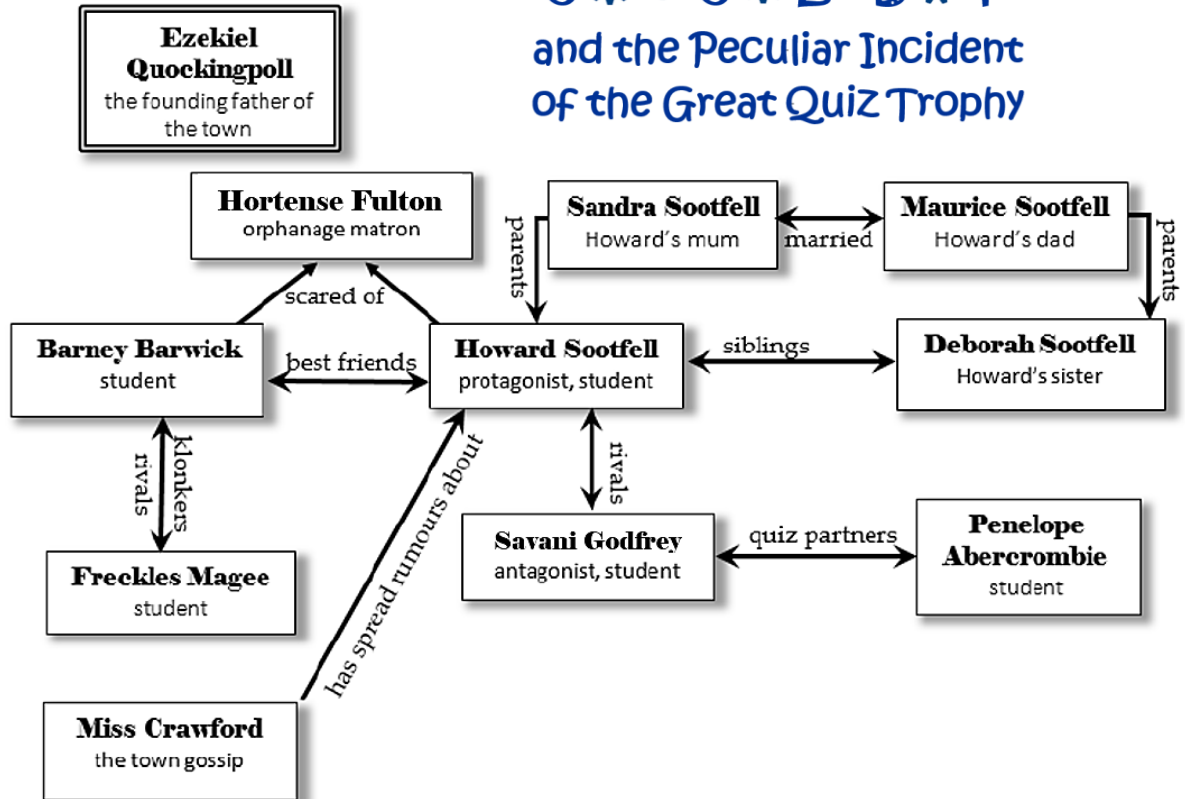 and the Peculiar Incident
of the Great Quiz Trophy
Ezekiel
Quockingpoll
the founding father of
the town
Hortense Fulton
orphanage matron
Sandra Sootfell
Howard´s mum
married
Maurice Sootfell
Howard´s dad
parents
parents
scared of
Barney Barwick
student
best friends
Howard Sootfell
protagonist, student
siblings
Deborah Sootfell
Howard's sister
klonkers
rivals
has spread rumours about
rivals
Savani Godfrey
antagonist, student
quiz partners
Penelope
Abercrombie
student
Freckles Magee
student
Miss Crawford
the town gossip